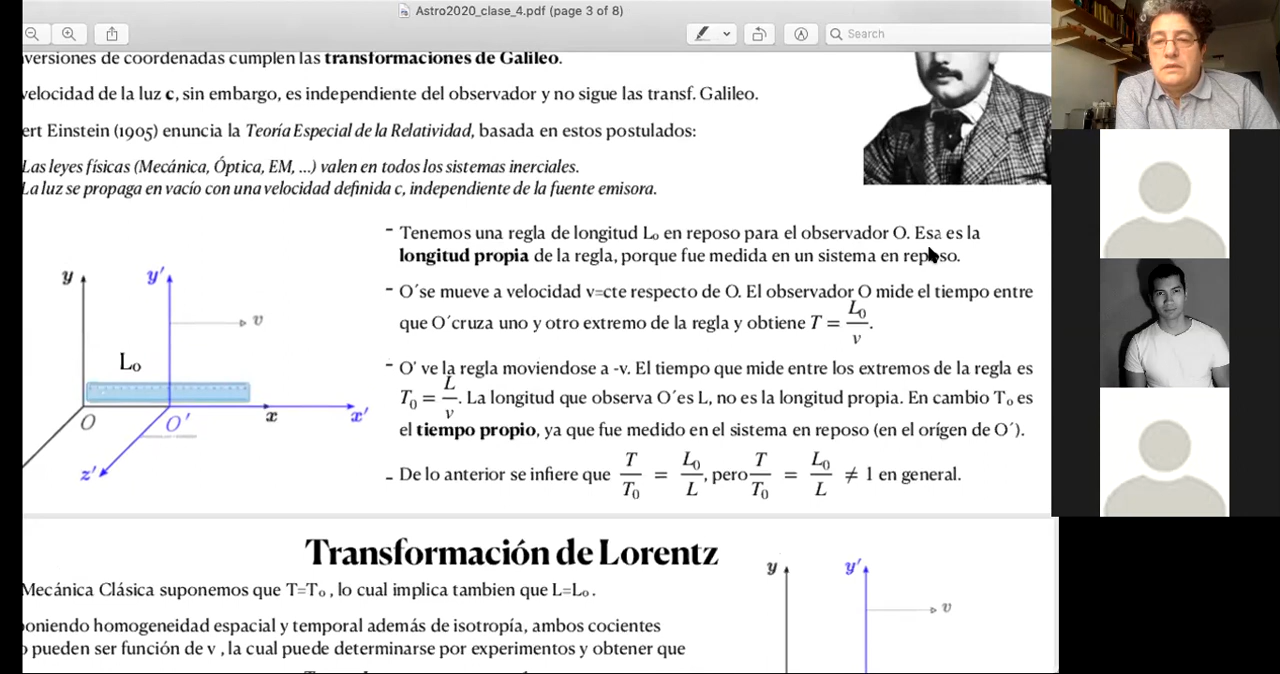 Astro2020_clase_4.pdf (page 3 of 8)
Search
versiones de coordenadas cumplen las transformaciones de Galileo.
velocidad de la luz c, sin embargo, es independiente del observador y no sigue las transf. Galileo.
ert Einstein (1905) enuncia la Teoría Especial de la Relatividad, basada en estos postulados:
Las leyes físicas (Mecánica, Óptica, EM, ...) valen en todos los sistemas inerciales.
La luz se propaga en vacío con una velocidad definida c, independiente de la fuente emisora.
- Tenemos una regla de longitud L₀ en reposo para el observador O. Esa es la
longitud propia de la regla, porque fue medida en un sistema en reposo.
- O´se mueve a velocidad v=cte respecto de O. El observador O mide el tiempo entre
que O´cruza uno y otro extremo de la regla y obtiene T = L₀/v.
- O' ve la regla moviendose a -v. El tiempo que mide entre los extremos de la regla es
T₀ = L/v. La longitud que observa O´es L, no es la longitud propia. En cambio T₀ es
el tiempo propio, ya que fue medido en el sistema en reposo (en el orígen de O´).
- De lo anterior se infiere que T/T₀ = L₀/L, pero T/T₀ = L₀/L ≠ 1 en general.
y y' v
L₀
O O' x x'
z'
Transformación de Lorentz
Mecánica Clásica suponemos que T=T₀, lo cual implica tambien que L=L₀.
oniendo homogeneidad espacial y temporal además de isotropía, ambos cocientes
o pueden ser función de v , la cual puede determinarse por experimentos y obtener que
y y' v